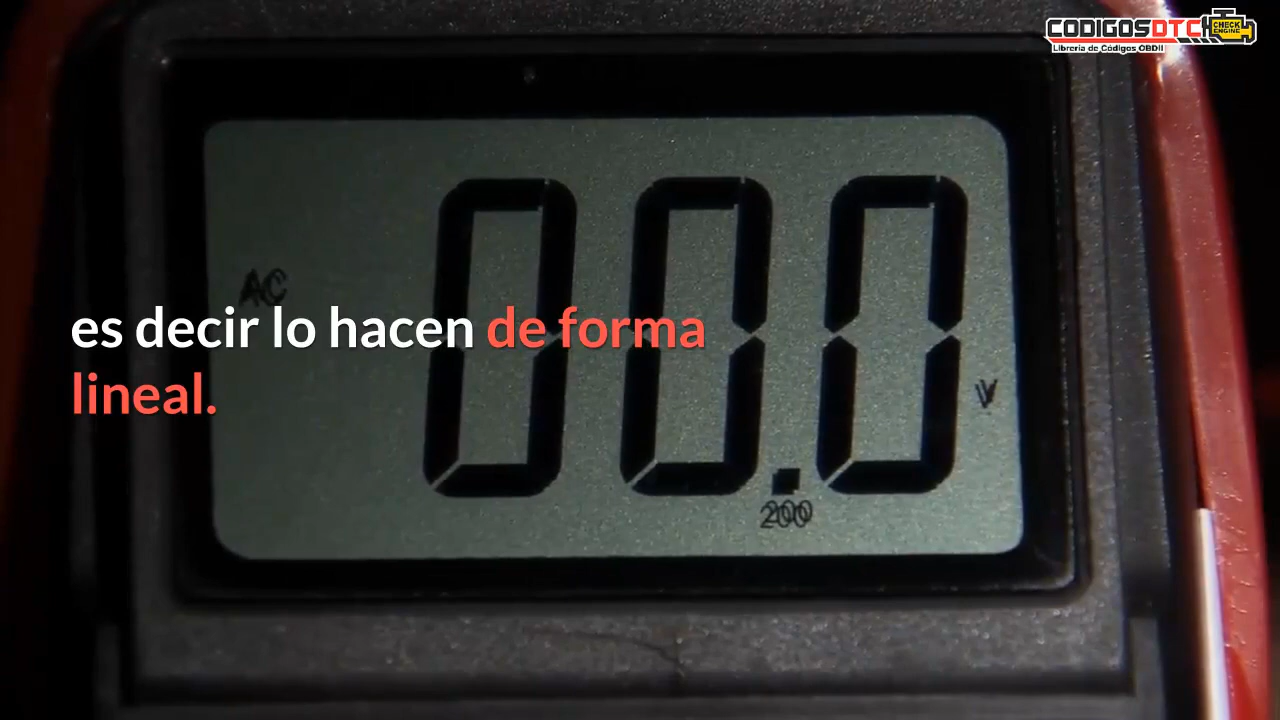 CODIGOSDTC
CHECK
ENGINE
Librería de Códigos OBDII
AC
00.0
es decir lo hacen de forma
lineal.
V
200